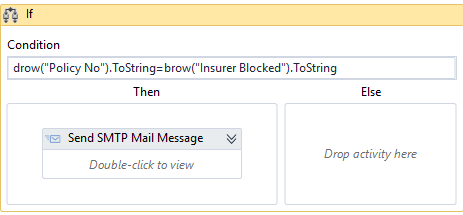 If
Condition
drow("Policy No").ToString=brow("Insurer Blocked").ToString
Then
Else
Send SMTP Mail Message
Double-click to view
Drop activity here